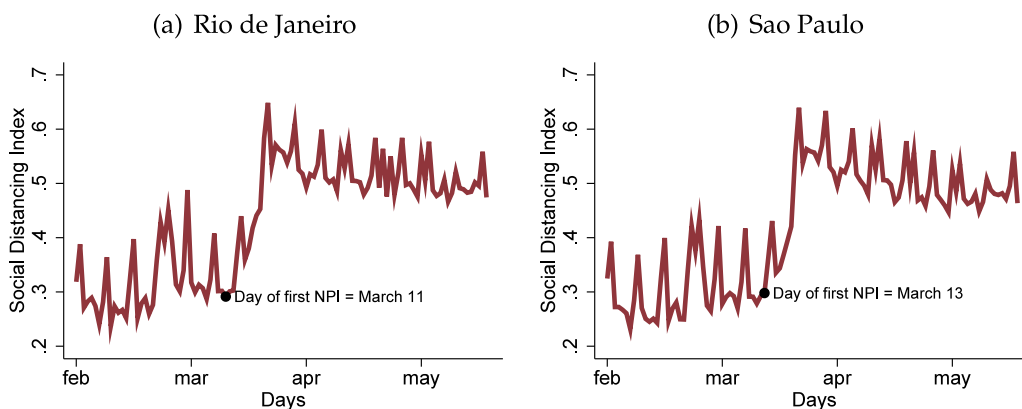 (a) Rio de Janeiro
Social Distancing Index
.7
.6
.5
.4
.3
.2
Day of first NPI = March 11
feb mar apr may
Days
(b) Sao Paulo
Social Distancing Index
.7
.6
.5
.4
.3
.2
Day of first NPI = March 13
feb mar apr may
Days